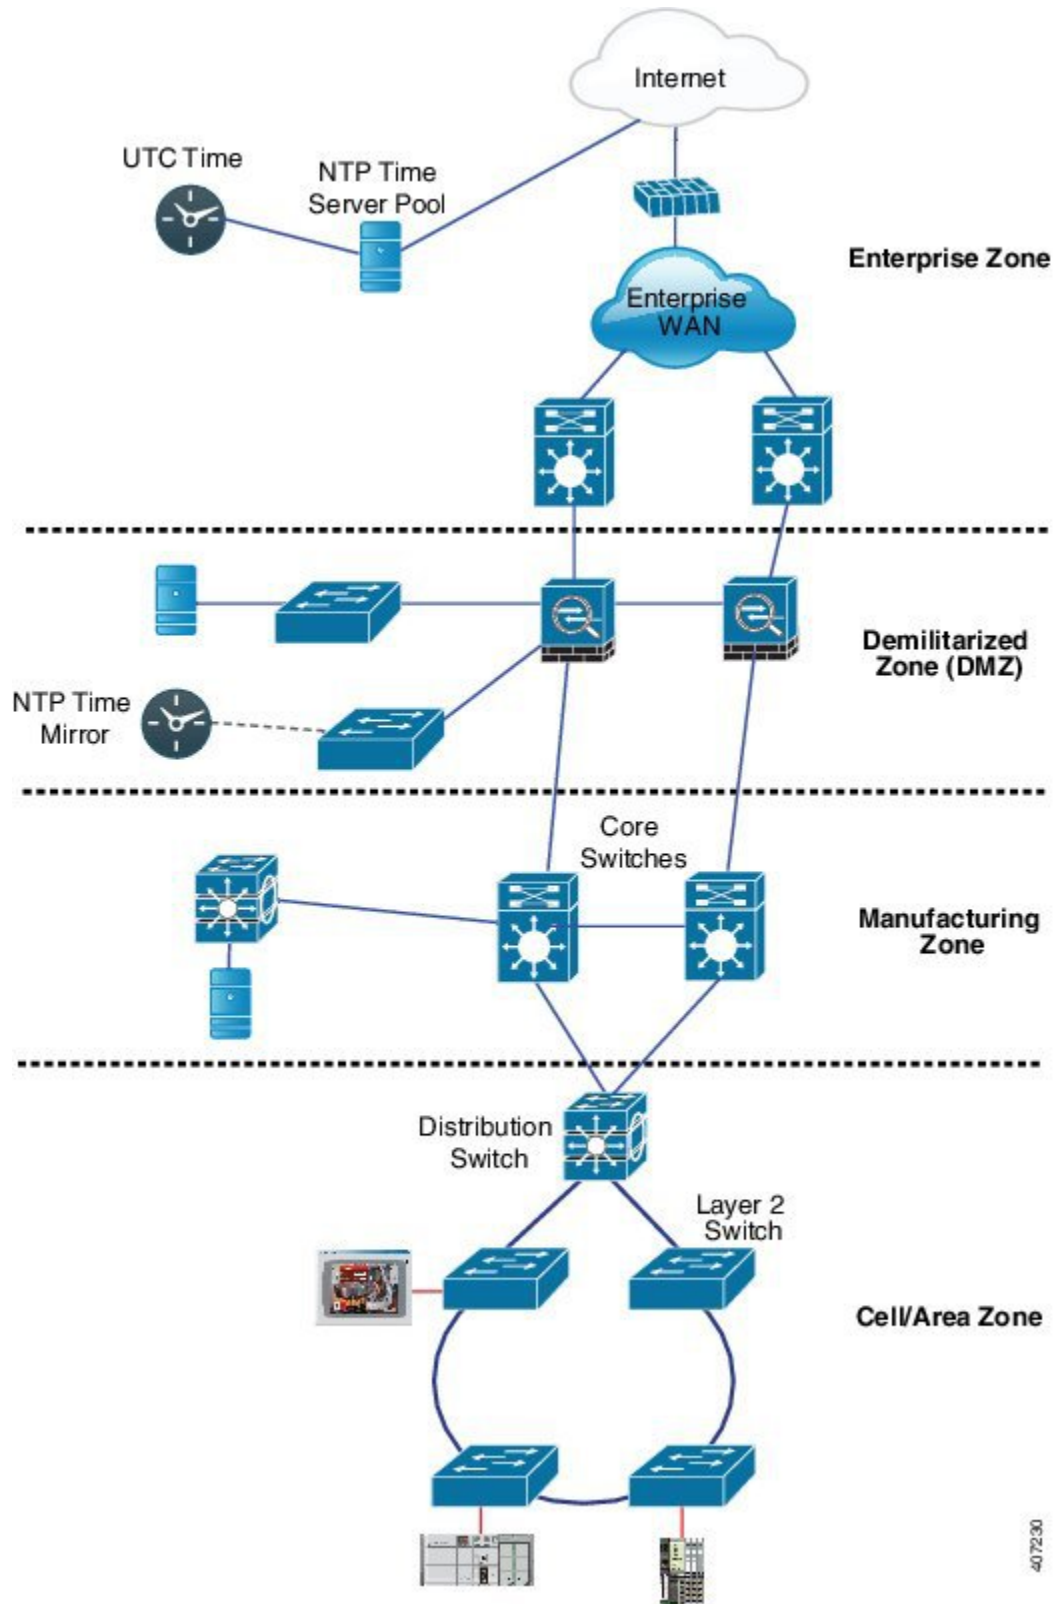 Internet
UTC Time
NTP Time
Server Pool
Enterprise Zone
Enterprise
WAN
Demilitarized
Zone (DMZ)
NTP Time
Mirror
Core
Switches
Manufacturing
Zone
Distribution
Switch
Layer 2
Switch
Cell/Area Zone
407230